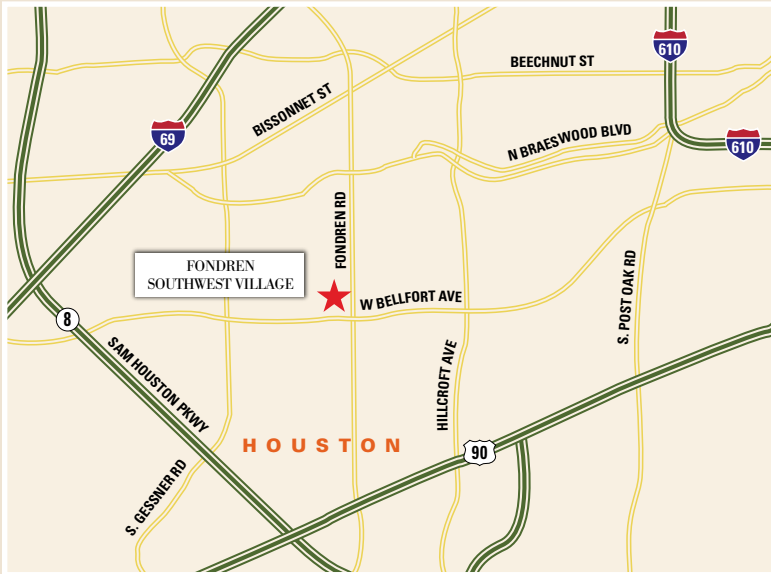 610
BEECHNUT ST
BISSONNET ST
69
N BRAESWOOD BLVD
610
FONDREN RD
FONDREN
SOUTHWEST VILLAGE
W BELLFORT AVE
S. POST OAK RD
8
SAM HOUSTON PKWY
HILLCROFT AVE
HOUSTON
90
S. GESSNER RD